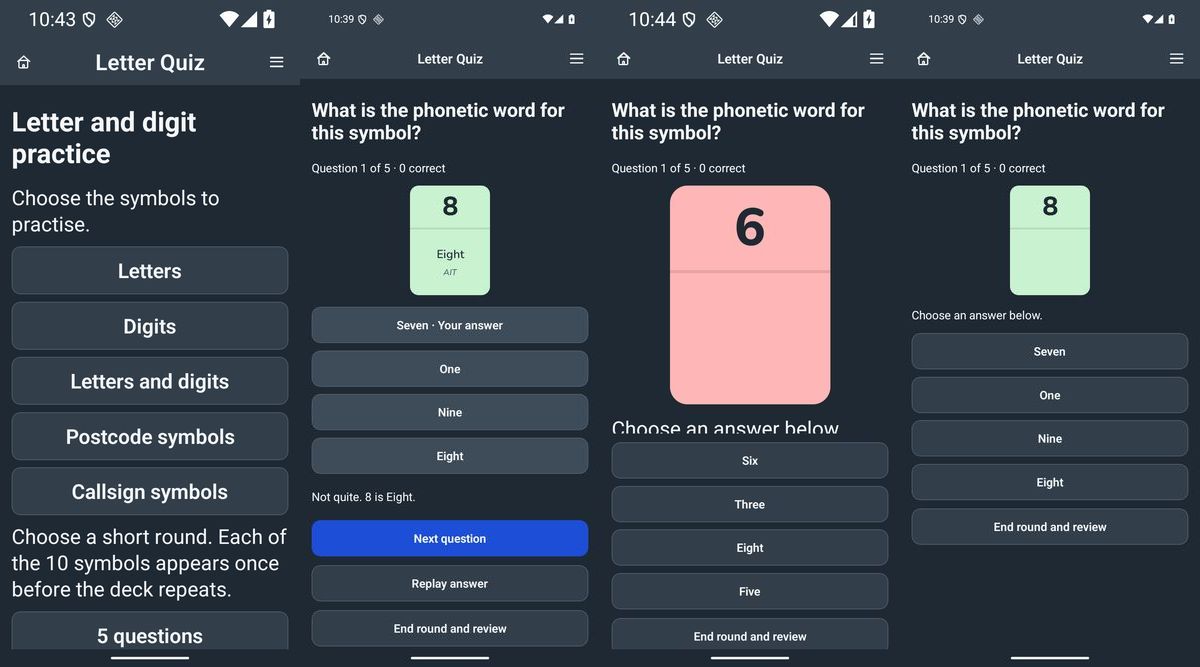 10:43
Letter Quiz
Letter and digit
practice
Choose the symbols to
practise.
Letters
Digits
Letters and digits
Postcode symbols
Callsign symbols
Choose a short round. Each of
the 10 symbols appears once
before the deck repeats.
5 questions
10:39
Letter Quiz
What is the phonetic word for
this symbol?
Question 1 of 5 · 0 correct
8
Eight
AIT
Seven · Your answer
One
Nine
Eight
Not quite. 8 is Eight.
Next question
Replay answer
End round and review
10:44
Letter Quiz
What is the phonetic word for
this symbol?
Question 1 of 5 · 0 correct
6
Choose an answer below
Six
Three
Eight
Five
End round and review
10:39
Letter Quiz
What is the phonetic word for
this symbol?
Question 1 of 5 · 0 correct
8
Choose an answer below.
Seven
One
Nine
Eight
End round and review